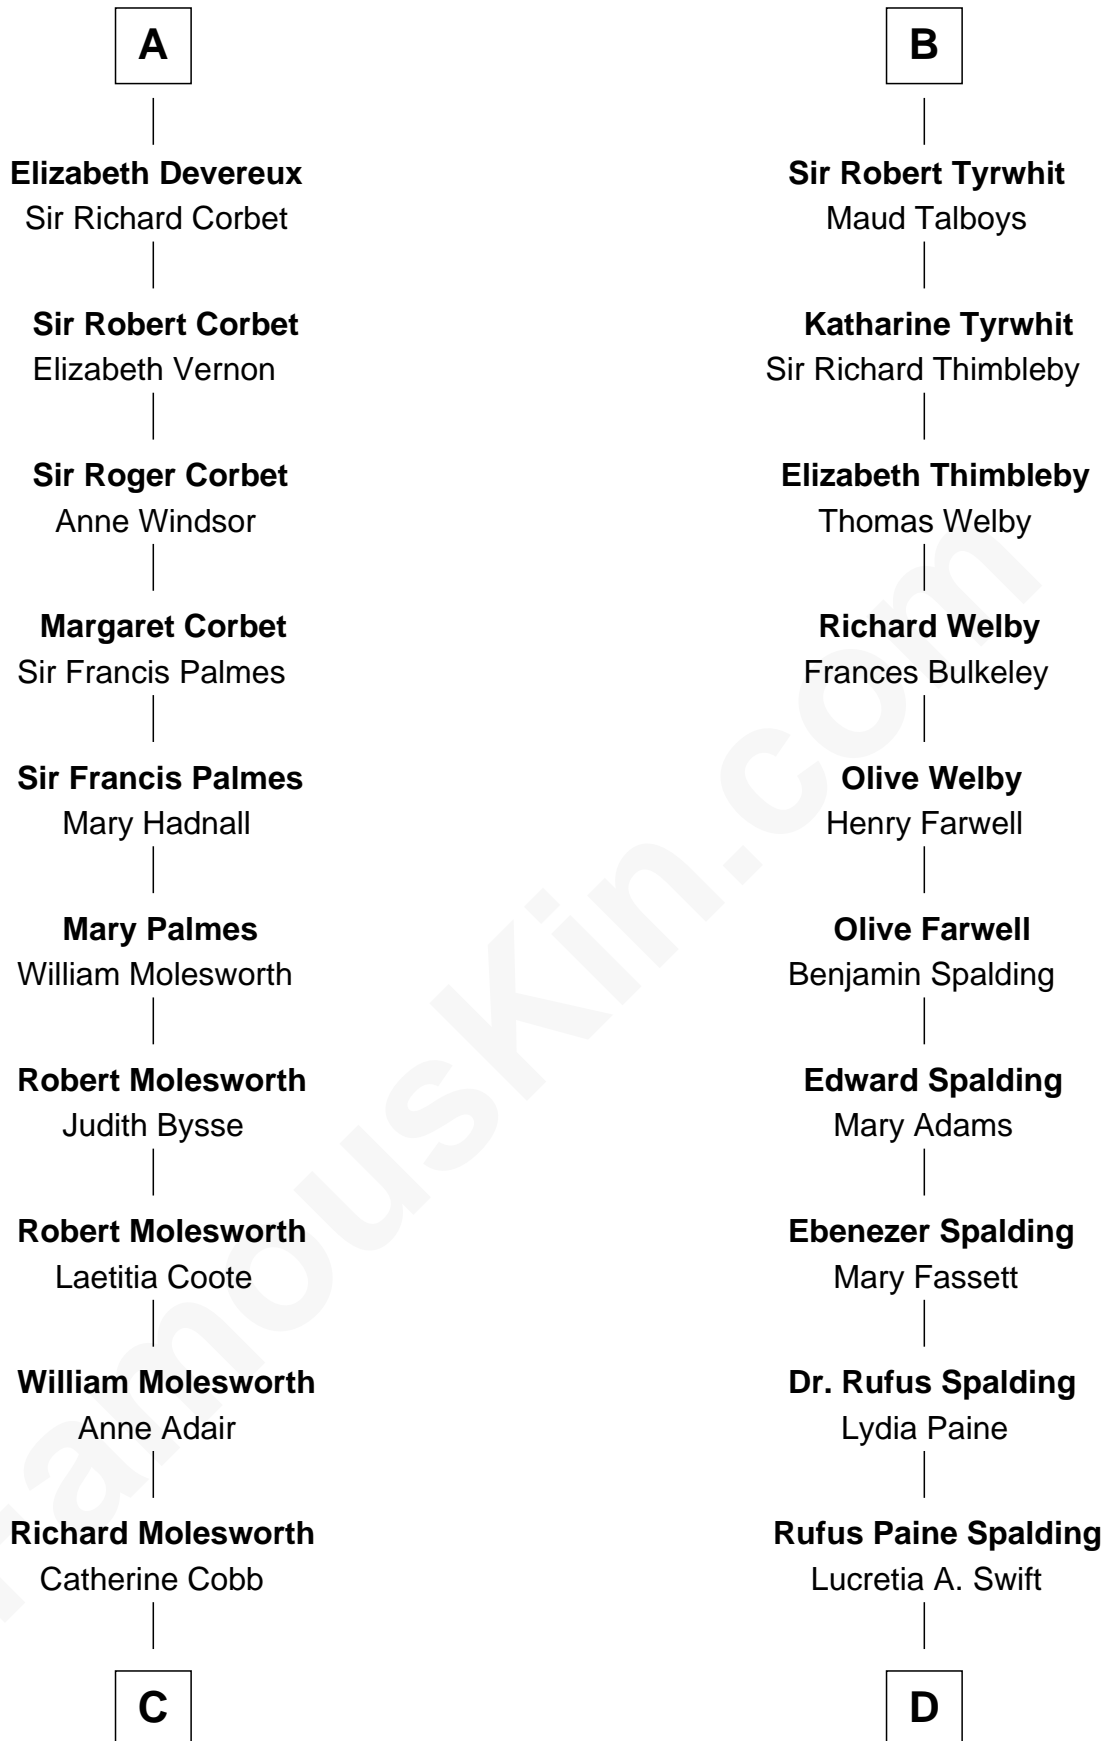 A
Elizabeth Devereux
Sir Richard Corbet
Sir Robert Corbet
Elizabeth Vernon
Sir Roger Corbet
Anne Windsor
Margaret Corbet
Sir Francis Palmes
Sir Francis Palmes
Mary Hadnall
Mary Palmes
William Molesworth
Robert Molesworth
Judith Bysse
Robert Molesworth
Laetitia Coote
William Molesworth
Anne Adair
Richard Molesworth
Catherine Cobb
C
B
Sir Robert Tyrwhit
Maud Talboys
Katharine Tyrwhit
Sir Richard Thimbleby
Elizabeth Thimbleby
Thomas Welby
Richard Welby
Frances Bulkeley
Olive Welby
Henry Farwell
Olive Farwell
Benjamin Spalding
Edward Spalding
Mary Adams
Ebenezer Spalding
Mary Fassett
Dr. Rufus Spalding
Lydia Paine
Rufus Paine Spalding
Lucretia A. Swift
D
FamousKin.com